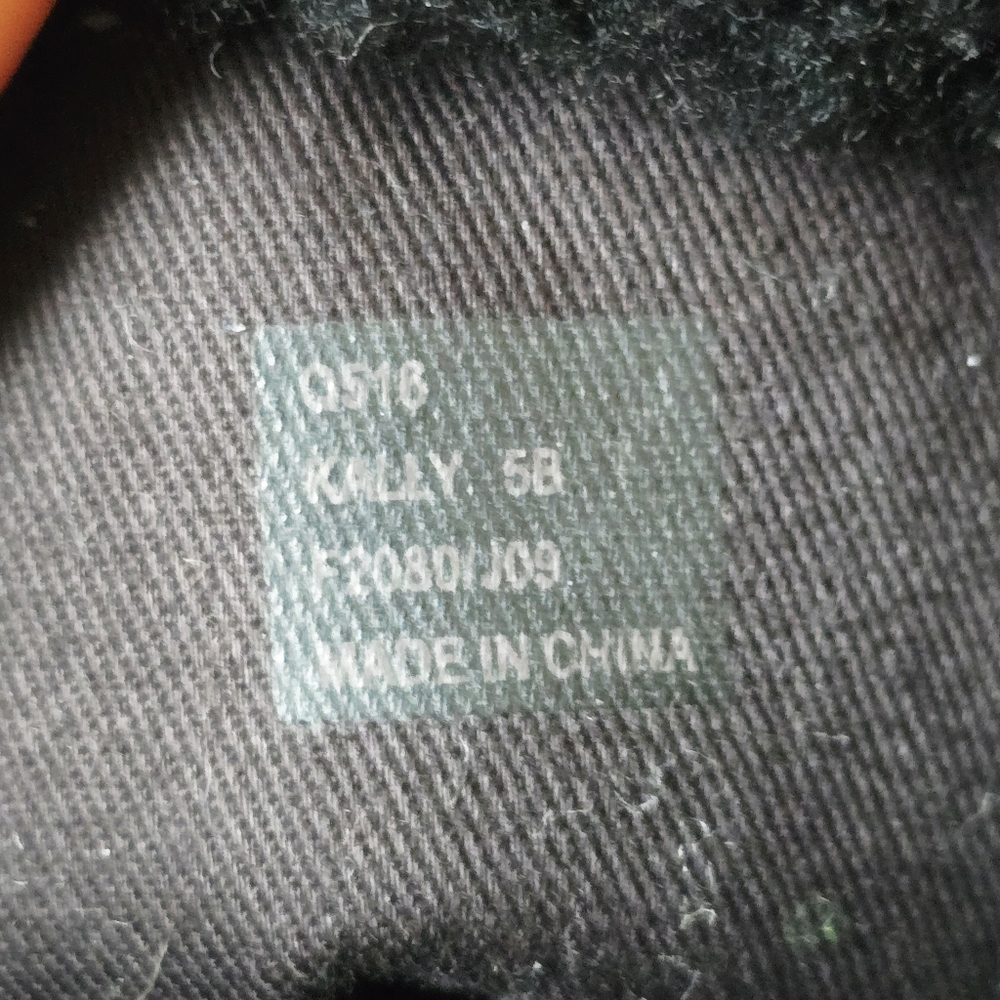 Q516
KALLY 5B
F2080/J09
MADE IN CHINA